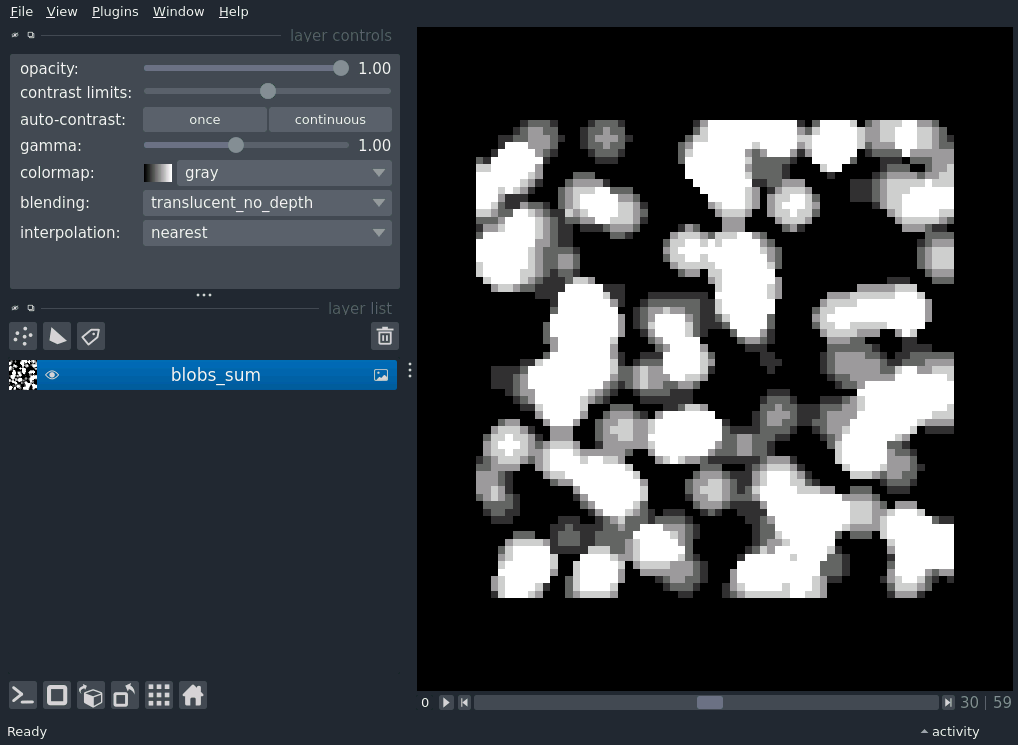 File View Plugins Window Help
layer controls
opacity: 1.00
contrast limits:
auto-contrast: once continuous
gamma: 1.00
colormap: gray
blending: translucent_no_depth
interpolation: nearest
layer list
blobs_sum
0 30 | 59
Ready activity